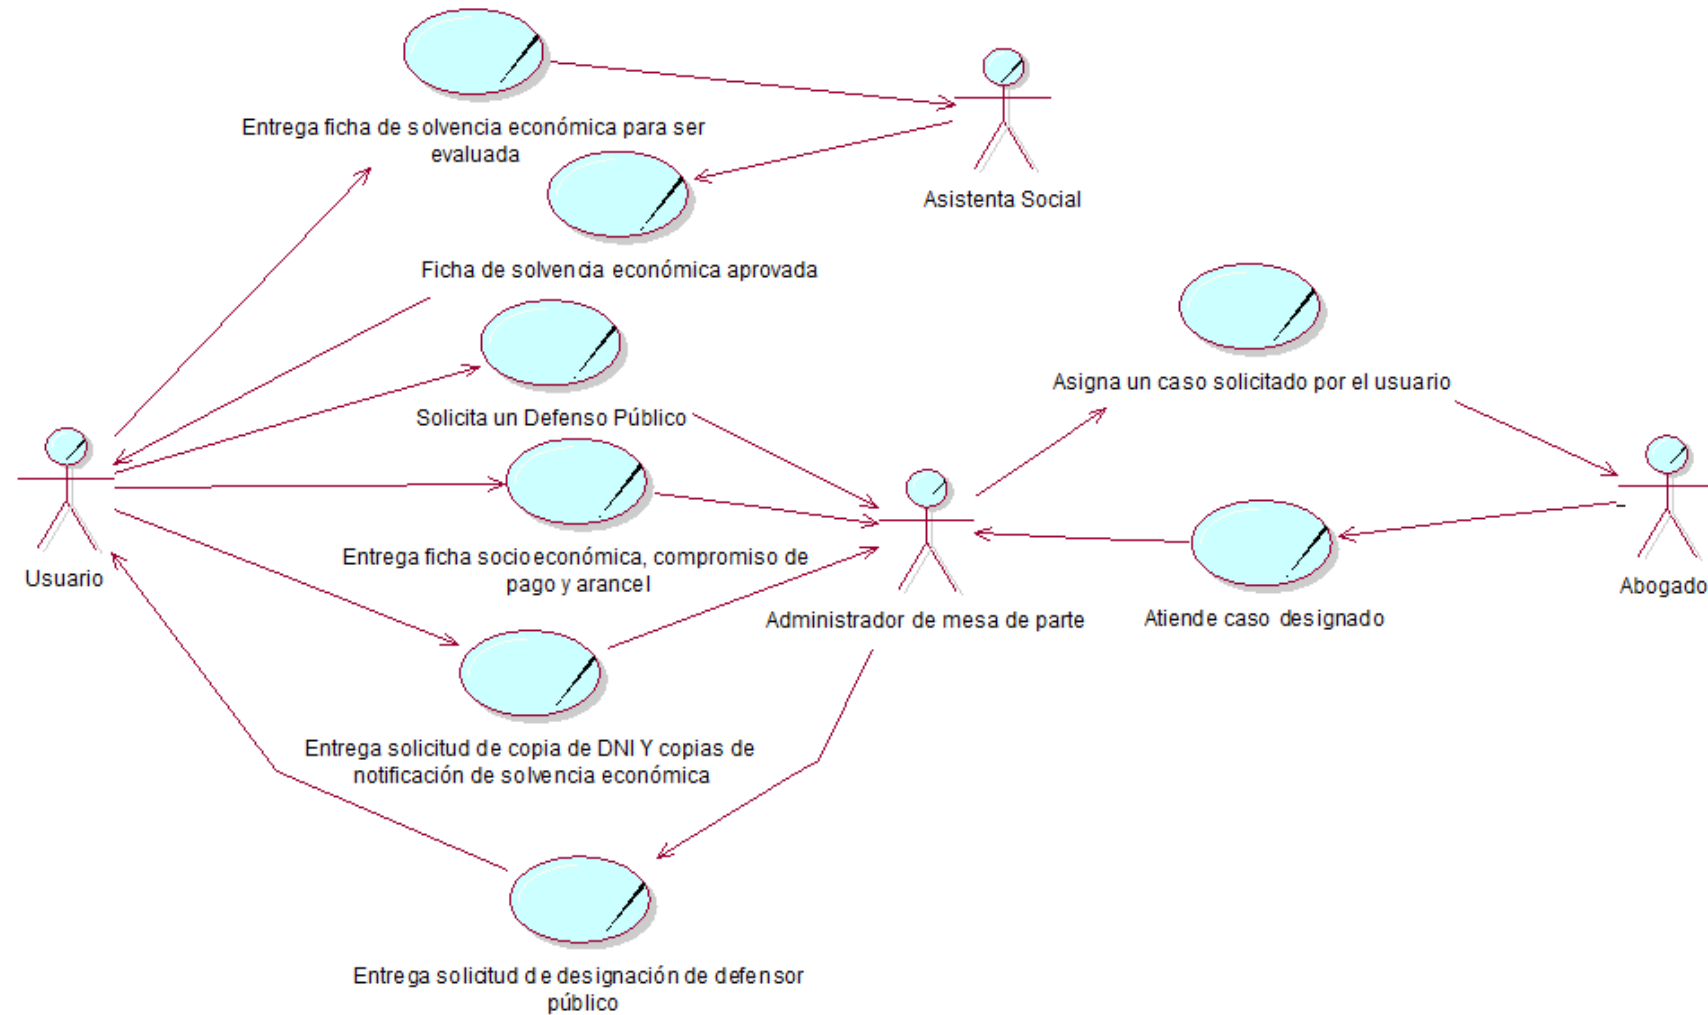 Entrega ficha de solvencia económica para ser
evaluada
Asistenta Social
Ficha de solvencia económica aprovada
Asigna un caso solicitado por el usuario
Solicita un Defenso Público
Entrega ficha socioeconómica, compromiso de
pago y arancel
Usuario
Administrador de mesa de parte
Atiende caso designado
Abogado
Entrega solicitud de copia de DNI Y copias de
notificación de solvencia económica
Entrega solicitud de designación de defensor
público